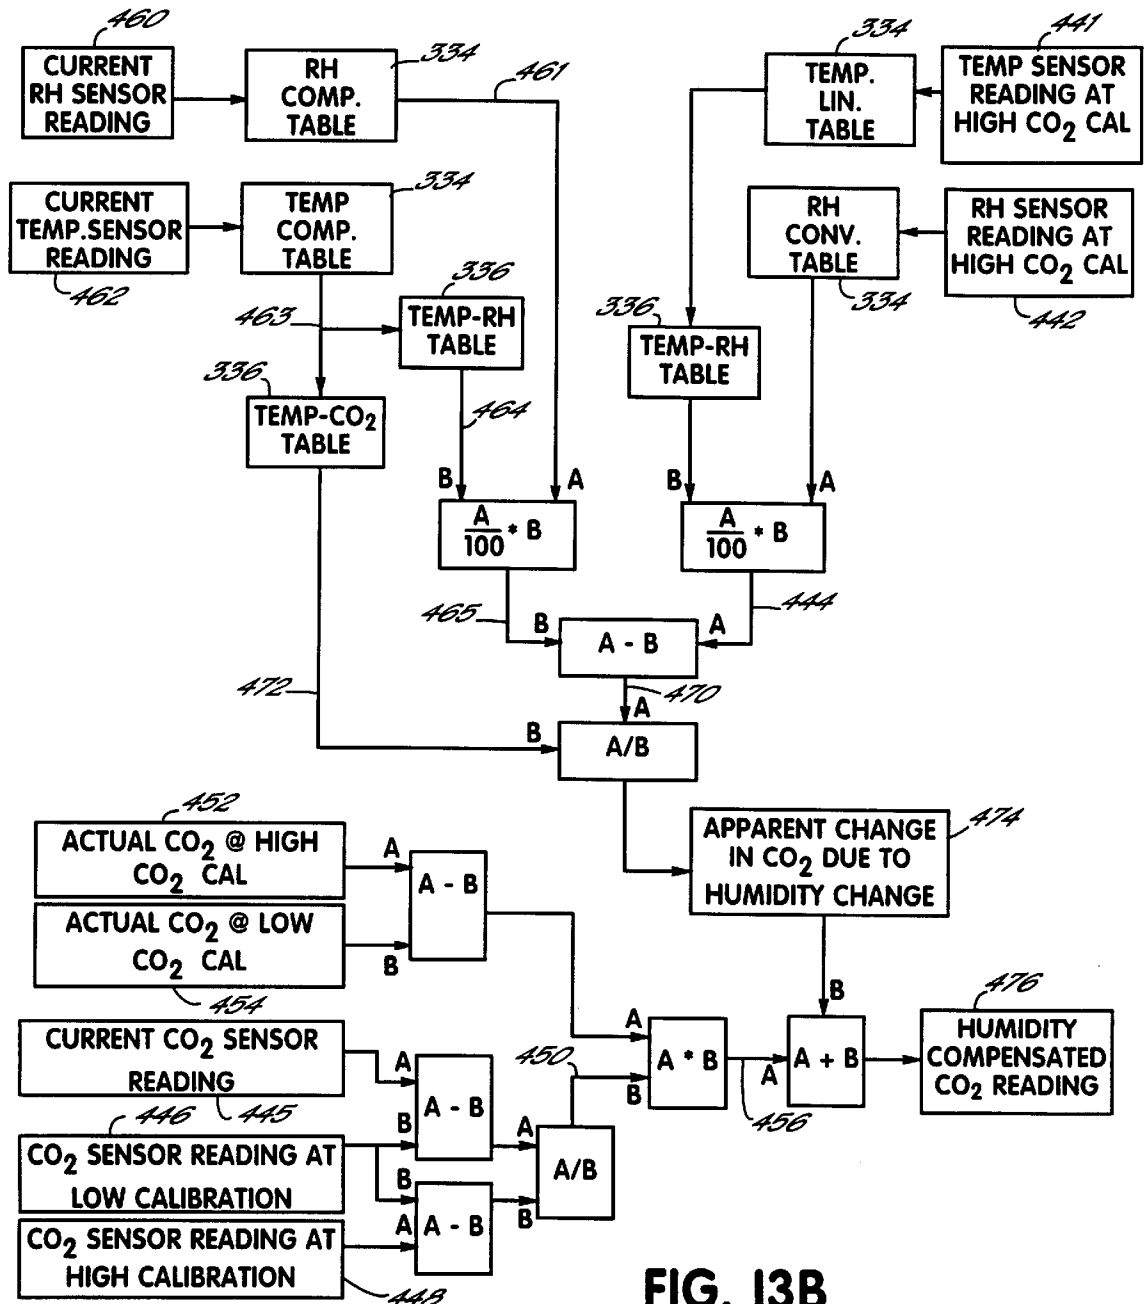 460
CURRENT
RH SENSOR
READING
334
RH
COMP.
TABLE
461
334
TEMP.
LIN.
TABLE
441
TEMP SENSOR
READING AT
HIGH CO₂ CAL
CURRENT
TEMP.SENSOR
READING
462
334
TEMP
COMP.
TABLE
RH
CONV.
TABLE
334
RH SENSOR
READING AT
HIGH CO₂ CAL
442
463
336
TEMP-RH
TABLE
336
TEMP-RH
TABLE
336
TEMP-CO₂
TABLE
464
B
A
A
100
* B
B
A
A
100
* B
465
444
B
A
A - B
472
470
A
B
A/B
452
ACTUAL CO₂ @ HIGH
CO₂ CAL
A
A - B
474
APPARENT CHANGE
IN CO₂ DUE TO
HUMIDITY CHANGE
ACTUAL CO₂ @ LOW
CO₂ CAL
B
454
B
476
CURRENT CO₂ SENSOR
READING
445
A
A - B
B
450
A
A * B
B
456
A
A + B
HUMIDITY
COMPENSATED
CO₂ READING
446
CO₂ SENSOR READING AT
LOW CALIBRATION
B
A - B
A
A
A/B
B
CO₂ SENSOR READING AT
HIGH CALIBRATION
448
FIG. 13B